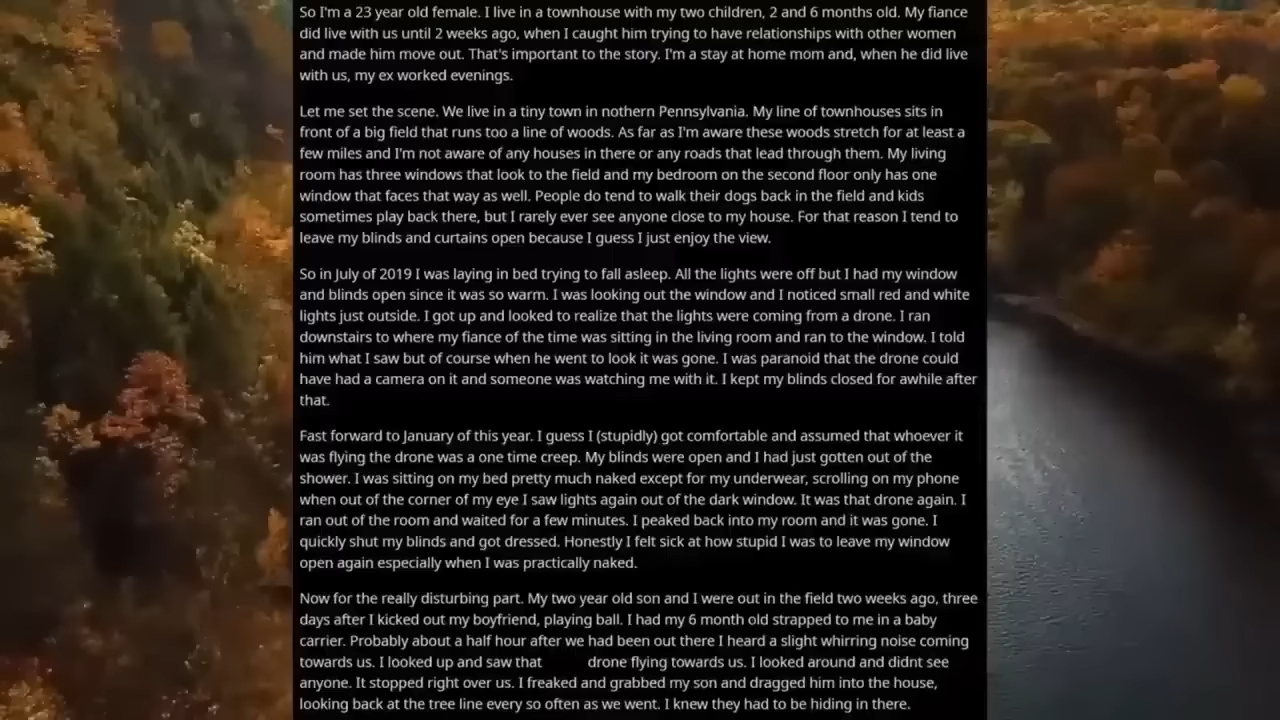 So I'm a 23 year old female. I live in a townhouse with my two children, 2 and 6 months old. My fiance
did live with us until 2 weeks ago, when I caught him trying to have relationships with other women
and made him move out. That's important to the story. I'm a stay at home mom and, when he did live
with us, my ex worked evenings.
Let me set the scene. We live in a tiny town in nothern Pennsylvania. My line of townhouses sits in
front of a big field that runs too a line of woods. As far as I'm aware these woods stretch for at least a
few miles and I'm not aware of any houses in there or any roads that lead through them. My living
room has three windows that look to the field and my bedroom on the second floor only has one
window that faces that way as well. People do tend to walk their dogs back in the field and kids
sometimes play back there, but I rarely ever see anyone close to my house. For that reason I tend to
leave my blinds and curtains open because I guess I just enjoy the view.
So in July of 2019 I was laying in bed trying to fall asleep. All the lights were off but I had my window
and blinds open since it was so warm. I was looking out the window and I noticed small red and white
lights just outside. I got up and looked to realize that the lights were coming from a drone. I ran
downstairs to where my fiance of the time was sitting in the living room and ran to the window. I told
him what I saw but of course when he went to look it was gone. I was paranoid that the drone could
have had a camera on it and someone was watching me with it. I kept my blinds closed for awhile after
that.
Fast forward to January of this year. I guess I (stupidly) got comfortable and assumed that whoever it
was flying the drone was a one time creep. My blinds were open and I had just gotten out of the
shower. I was sitting on my bed pretty much naked except for my underwear, scrolling on my phone
when out of the corner of my eye I saw lights again out of the dark window. It was that drone again. I
ran out of the room and waited for a few minutes. I peaked back into my room and it was gone. I
quickly shut my blinds and got dressed. Honestly I felt sick at how stupid I was to leave my window
open again especially when I was practically naked.
Now for the really disturbing part. My two year old son and I were out in the field two weeks ago, three
days after I kicked out my boyfriend, playing ball. I had my 6 month old strapped to me in a baby
carrier. Probably about a half hour after we had been out there I heard a slight whirring noise coming
towards us. I looked up and saw that drone flying towards us. I looked around and didnt see
anyone. It stopped right over us. I freaked and grabbed my son and dragged him into the house,
looking back at the tree line every so often as we went. I knew they had to be hiding in there.